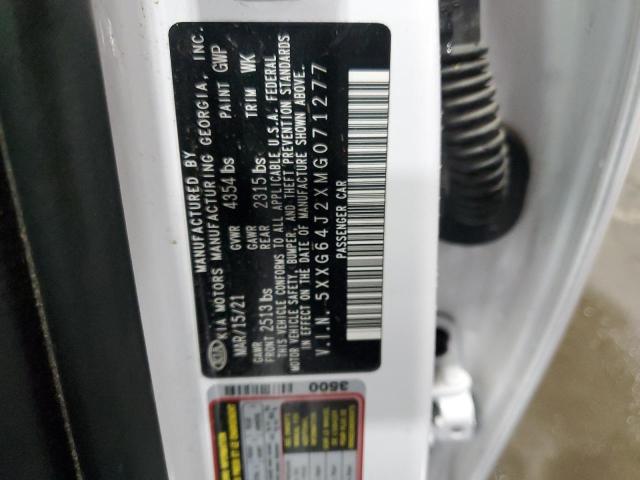 MANUFACTURED BY
KIA MOTORS MANUFACTURING GEORGIA, INC.
MAR/15/21 GVWR 4354 lbs PAINT GWP
GAWR FRONT 2513 lbs GAWR REAR 2315 lbs TRIM WK
THIS VEHICLE CONFORMS TO ALL APPLICABLE U.S.A. FEDERAL
MOTOR VEHICLE SAFETY, BUMPER, AND THEFT PREVENTION STANDARDS
IN EFFECT ON THE DATE OF MANUFACTURE SHOWN ABOVE.
V.I.N. 5XXG64J2XMG071277
PASSENGER CAR
3500